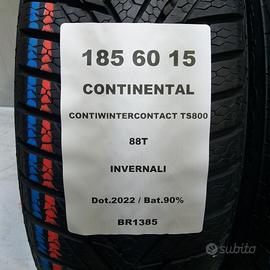 185 60 15
CONTINENTAL
CONTIWINTERCONTACT TS800
88T
INVERNALI
Dot.2022 / Bat.90%
BR1385
subito